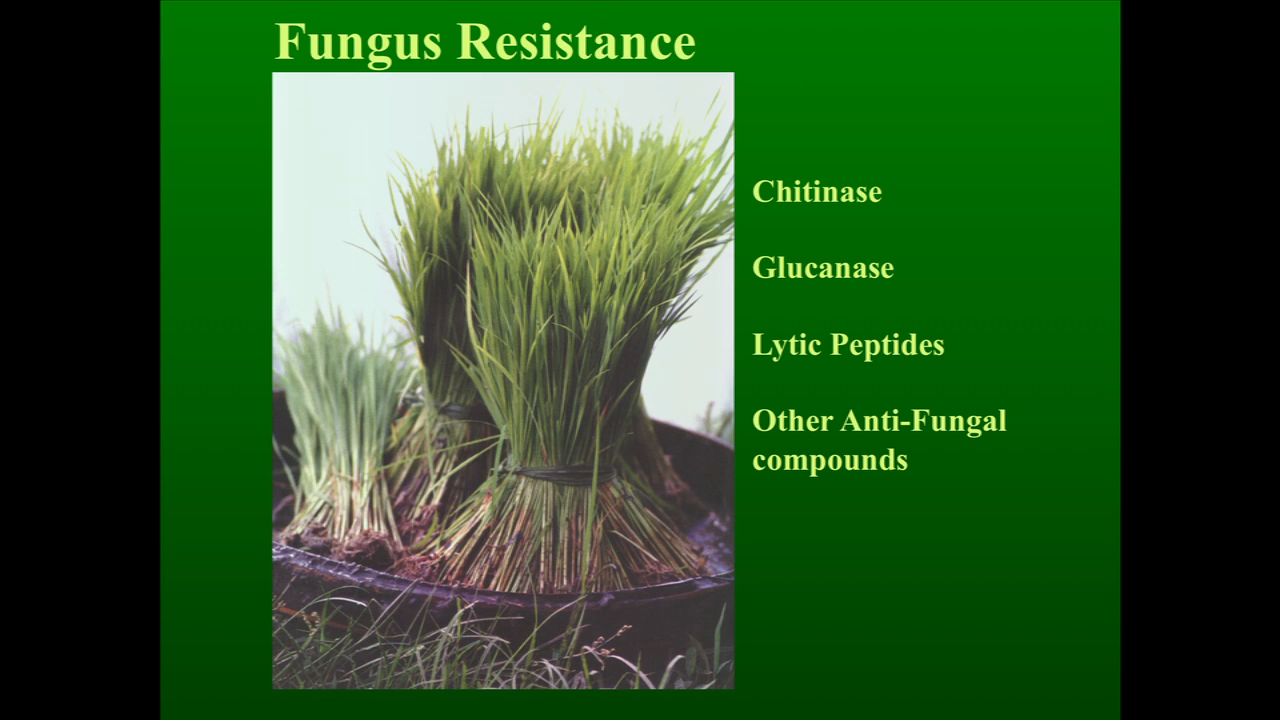 Fungus Resistance
Chitinase
Glucanase
Lytic Peptides
Other Anti-Fungal
compounds